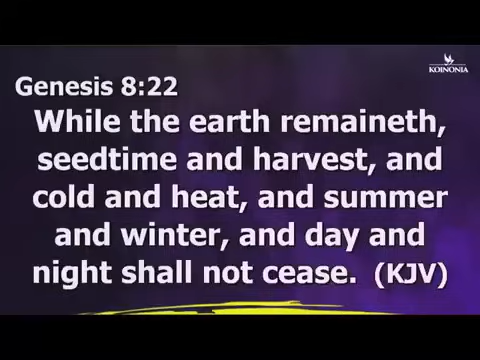 KOINONIA
Genesis 8:22
While the earth remaineth,
seedtime and harvest, and
cold and heat, and summer
and winter, and day and
night shall not cease. (KJV)